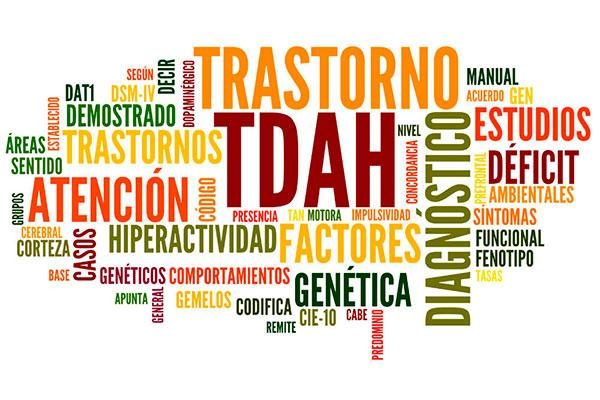 TRASTORNO
SEGÚN
DECIR
DOPAMINÉRGICO
MANUAL
DAT1
DSM-IV
ACUERDO
GEN
ESTABLECIDO
DEMOSTRADO
TDAH
NIVEL
ESTUDIOS
ÁREAS
TRASTORNOS
CONCORDANCIA
DIAGNÓSTICO
PREFRONTAL
DÉFICIT
SENTIDO
ATENCIÓN
CÓDIGO
AMBIENTALES
GRUPOS
PRESENCIA
TAN
MOTORA
IMPULSIVIDAD
SÍNTOMAS
CEREBRAL
CASOS
HIPERACTIVIDAD
FACTORES
FUNCIONAL
CORTEZA
FENOTIPO
BASE
GENÉTICOS
COMPORTAMIENTOS
GENÉTICA
TASAS
APUNTA
GENERAL
GEMELOS
CODIFICA
CIE-10
CABE
REMITE
PREDOMINIO